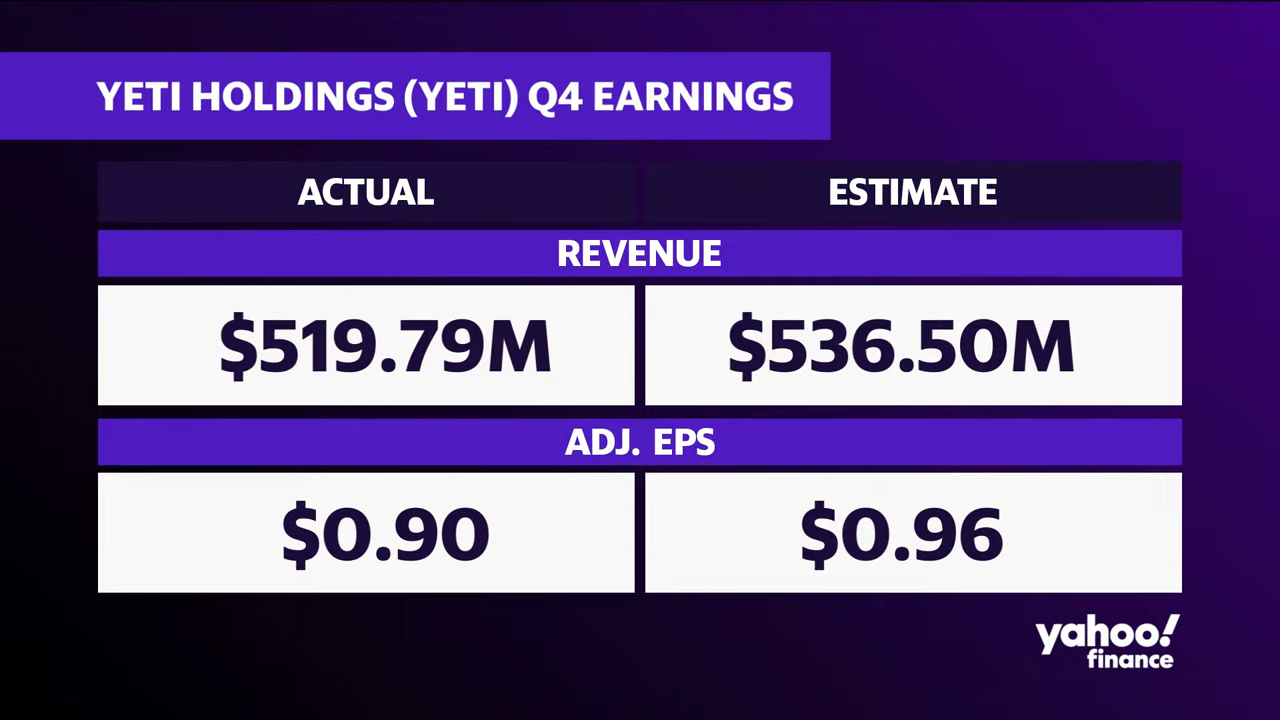 YETI HOLDINGS (YETI) Q4 EARNINGS
ACTUAL ESTIMATE
REVENUE
$519.79M $536.50M
ADJ. EPS
$0.90 $0.96
yahoo!
finance